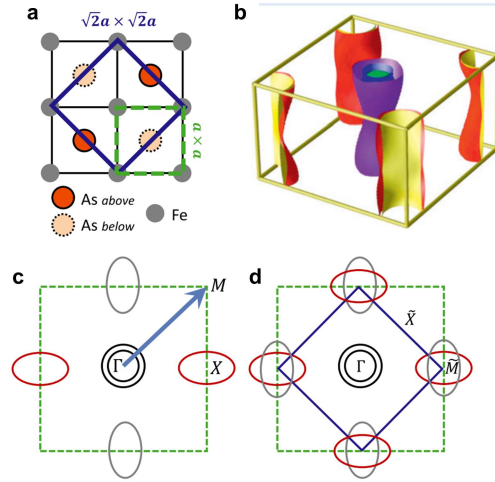 a
√2a × √2a
a × a
As above
As below
Fe
b
c
M
Γ
X
d
X̃
Γ
M̃